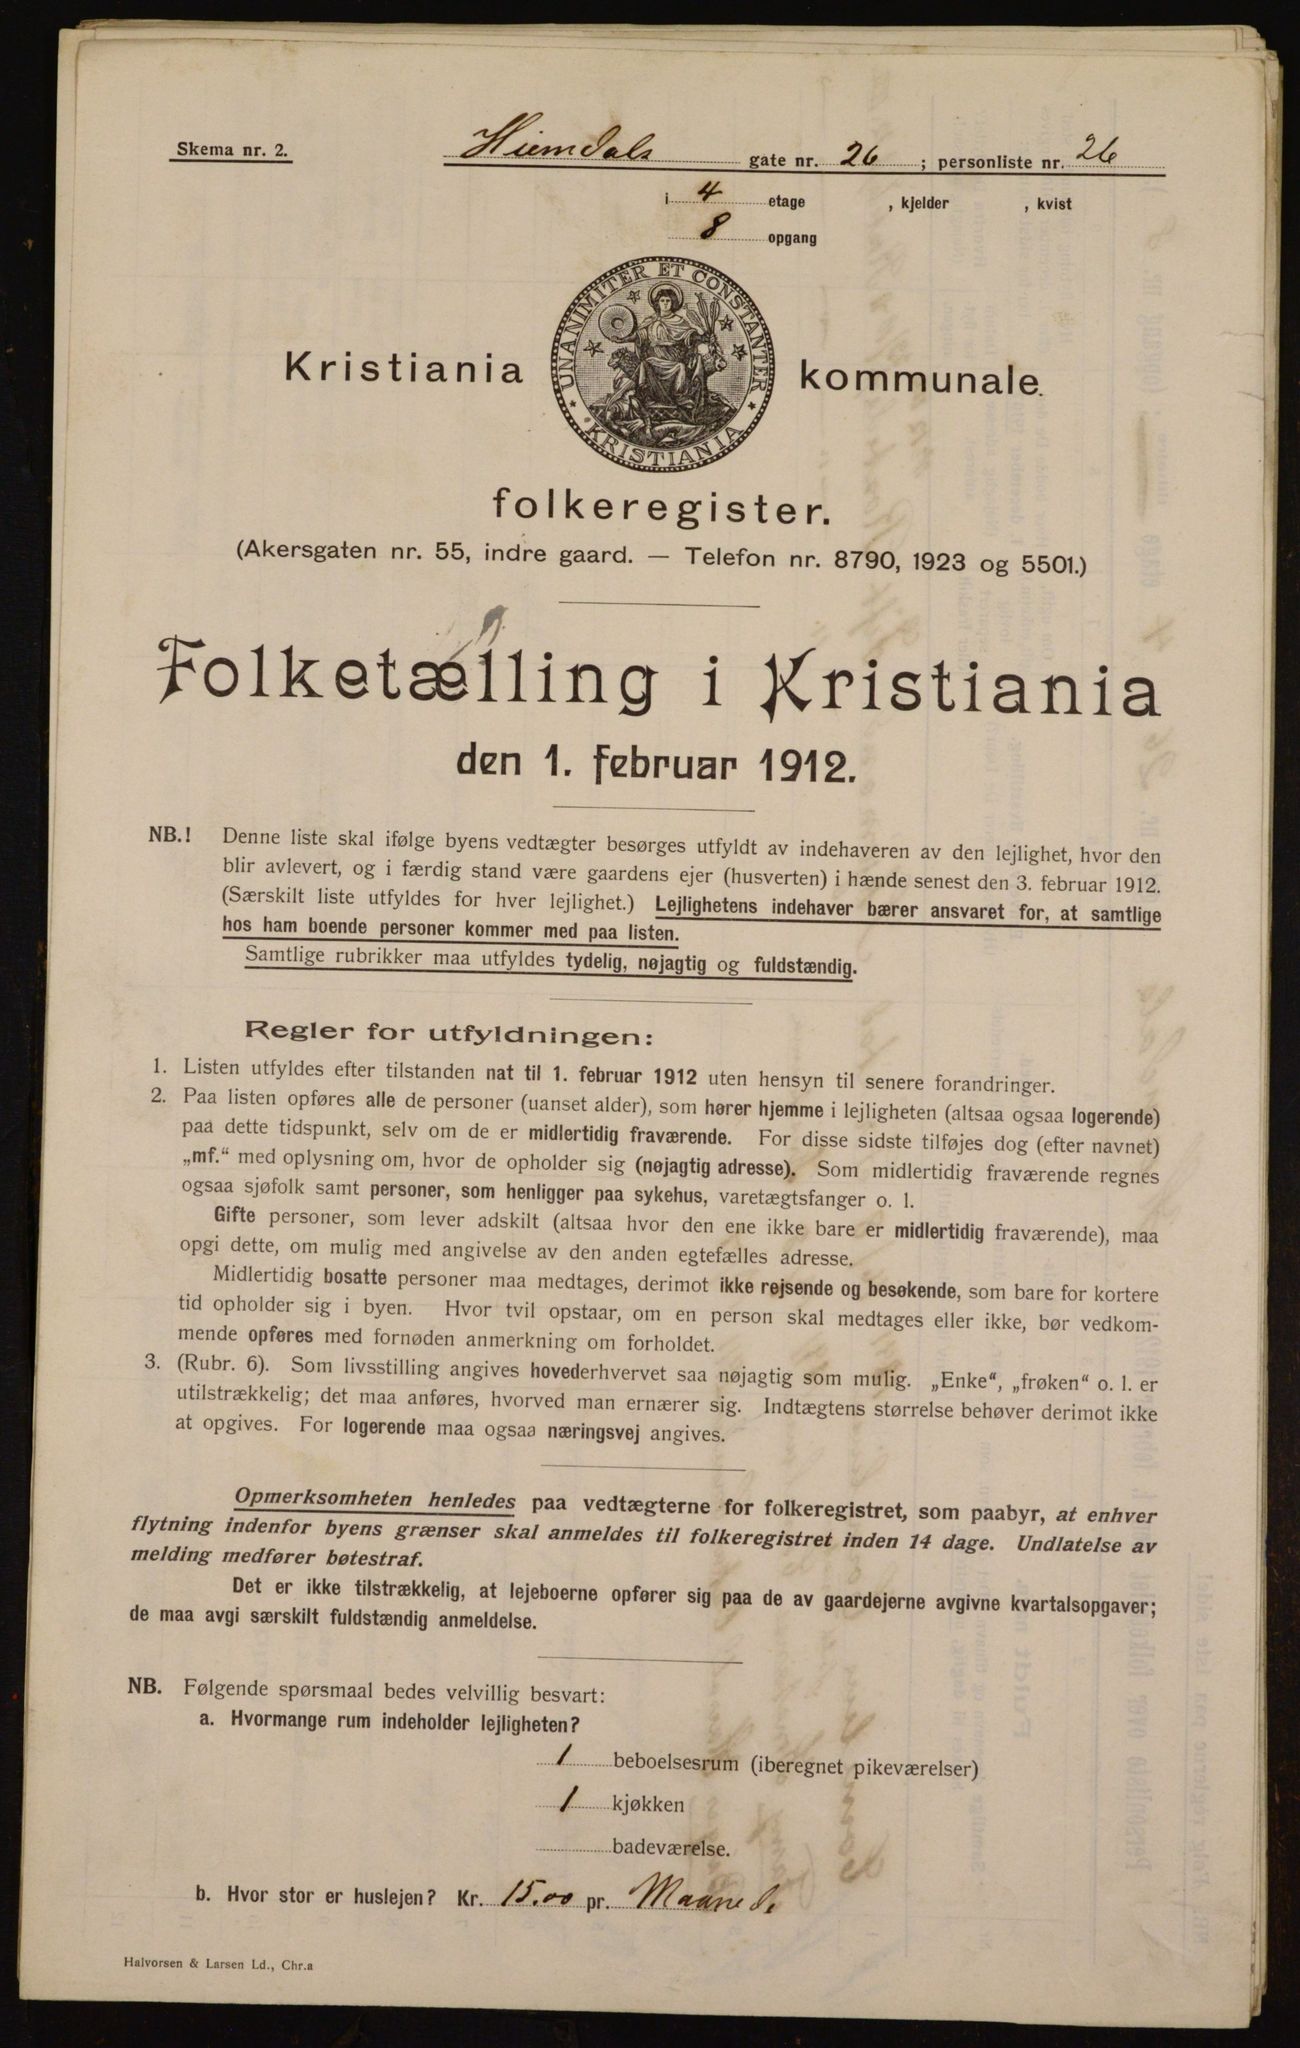 Skema nr. 2.
Hiemdals gate nr. 26 ; personliste nr. 26
i 4 etage , kjelder , kvist
8 opgang
UNANIMITER ET CONSTANTER
KRISTIANIA
Kristiania kommunale
folkeregister.
(Akersgaten nr. 55, indre gaard. — Telefon nr. 8790, 1923 og 5501.)
Folketælling i Kristiania
den 1. februar 1912.
NB.! Denne liste skal ifølge byens vedtægter besørges utfyldt av indehaveren av den lejlighet, hvor den
blir avlevert, og i færdig stand være gaardens ejer (husverten) i hænde senest den 3. februar 1912.
(Særskilt liste utfyldes for hver lejlighet.) Lejlighetens indehaver bærer ansvaret for, at samtlige
hos ham boende personer kommer med paa listen.
Samtlige rubrikker maa utfyldes tydelig, nøjagtig og fuldstændig.
Regler for utfyldningen:
1. Listen utfyldes efter tilstanden nat til 1. februar 1912 uten hensyn til senere forandringer.
2. Paa listen opføres alle de personer (uanset alder), som hører hjemme i lejligheten (altsaa ogsaa logerende)
paa dette tidspunkt, selv om de er midlertidig fraværende. For disse sidste tilføjes dog (efter navnet)
„mf.“ med oplysning om, hvor de opholder sig (nøjagtig adresse). Som midlertidig fraværende regnes
ogsaa sjøfolk samt personer, som henligger paa sykehus, varetægtsfanger o. l.
Gifte personer, som lever adskilt (altsaa hvor den ene ikke bare er midlertidig fraværende), maa
opgi dette, om mulig med angivelse av den anden egtefælles adresse.
Midlertidig bosatte personer maa medtages, derimot ikke rejsende og besøkende, som bare for kortere
tid opholder sig i byen. Hvor tvil opstaar, om en person skal medtages eller ikke, bør vedkom-
mende opføres med fornøden anmerkning om forholdet.
3. (Rubr. 6). Som livsstilling angives hovederhvervet saa nøjagtig som mulig. „Enke“, „frøken“ o. l. er
utilstrækkelig; det maa anføres, hvorved man ernærer sig. Indtægtens størrelse behøver derimot ikke
at opgives. For logerende maa ogsaa næringsvej angives.
Opmerksomheten henledes paa vedtægterne for folkeregistret, som paabyr, at enhver
flytning indenfor byens grænser skal anmeldes til folkeregistret inden 14 dage. Undlatelse av
melding medfører bøtestraf.
Det er ikke tilstrækkelig, at lejeboerne opfører sig paa de av gaardejerne avgivne kvartalsopgaver;
de maa avgi særskilt fuldstændig anmeldelse.
NB. Følgende spørsmaal bedes velvillig besvart:
a. Hvormange rum indeholder lejligheten?
1 beboelsesrum (iberegnet pikeværelser)
1 kjøkken
badeværelse.
b. Hvor stor er huslejen? Kr. 15.00 pr. Maaned.
Halvorsen & Larsen Ld., Chr.a